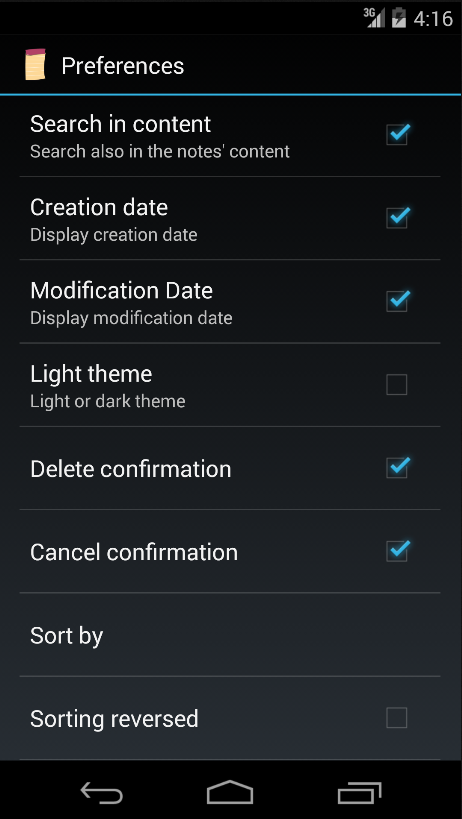 3G 4:16
Preferences
Search in content
Search also in the notes' content
Creation date
Display creation date
Modification Date
Display modification date
Light theme
Light or dark theme
Delete confirmation
Cancel confirmation
Sort by
Sorting reversed